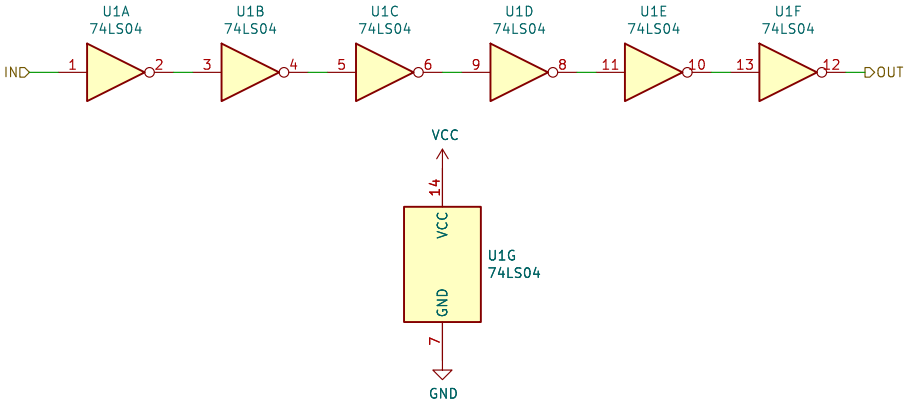 U1A U1B U1C U1D U1E U1F
74LS04 74LS04 74LS04 74LS04 74LS04 74LS04
IN 1 2 3 4 5 6 9 8 11 10 13 12 OUT
VCC
14
VCC
U1G
74LS04
GND
7
GND